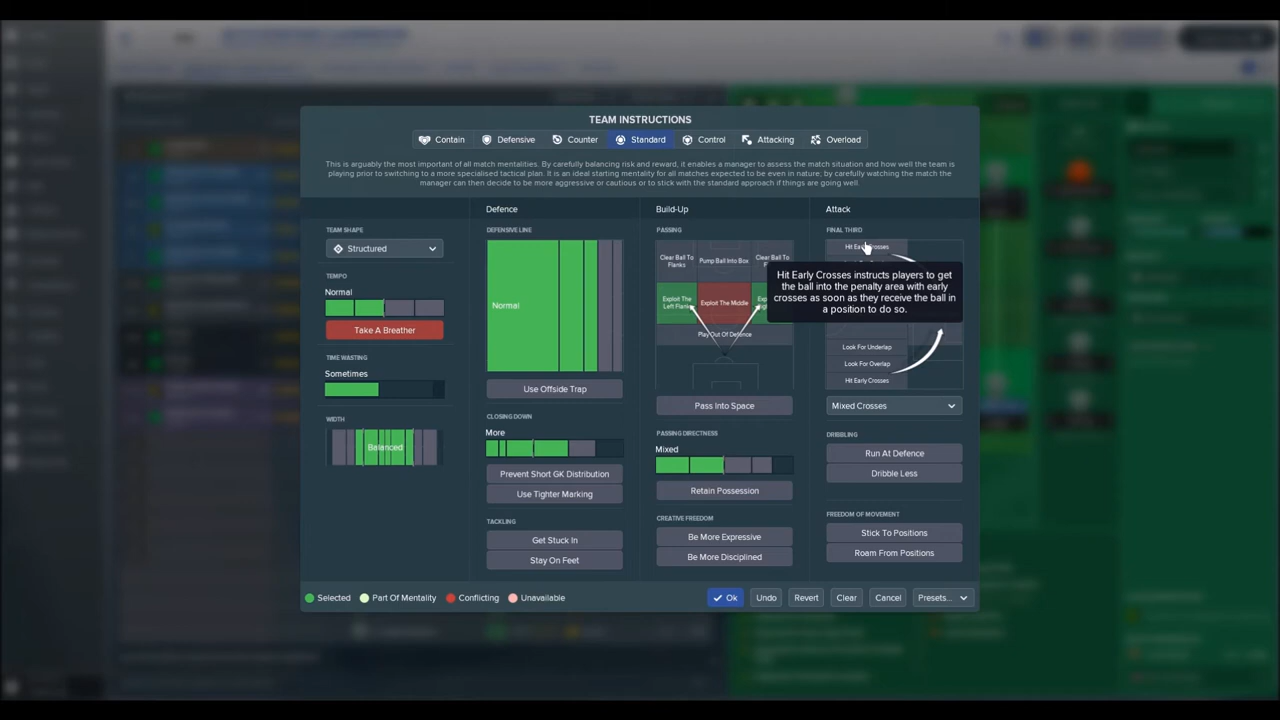 TEAM INSTRUCTIONS
Contain
Defensive
Counter
Standard
Control
Attacking
Overload
This is arguably the most important of all match mentalities. By carefully balancing risk and reward, it enables a manager to assess the match situation and how well the team is
playing prior to switching to a more specialised tactical plan. It is an ideal starting mentality for all matches expected to be even in nature; by carefully watching the match the
manager can then decide to be more aggressive or cautious or to stick with the standard approach if things are going well.
TEAM SHAPE
Structured
TEMPO
Normal
Take A Breather
TIME WASTING
Sometimes
WIDTH
Balanced
Defence
DEFENSIVE LINE
Normal
Use Offside Trap
CLOSING DOWN
More
Prevent Short GK Distribution
Use Tighter Marking
TACKLING
Get Stuck In
Stay On Feet
Build-Up
PASSING
Clear Ball To
Flanks
Pump Ball Into Box
Clear Ball To
Flanks
Exploit The
Left Flank
Exploit The Middle
Play Out Of Defence
Pass Into Space
PASSING DIRECTNESS
Mixed
Retain Possession
CREATIVE FREEDOM
Be More Expressive
Be More Disciplined
Attack
FINAL THIRD
Hit Early Crosses
Hit Early Crosses instructs players to get
the ball into the penalty area with early
crosses as soon as they receive the ball in
a position to do so.
Look For Underlap
Look For Overlap
Hit Early Crosses
Mixed Crosses
DRIBBLING
Run At Defence
Dribble Less
FREEDOM OF MOVEMENT
Stick To Positions
Roam From Positions
Selected
Part Of Mentality
Conflicting
Unavailable
Ok
Undo
Revert
Clear
Cancel
Presets...